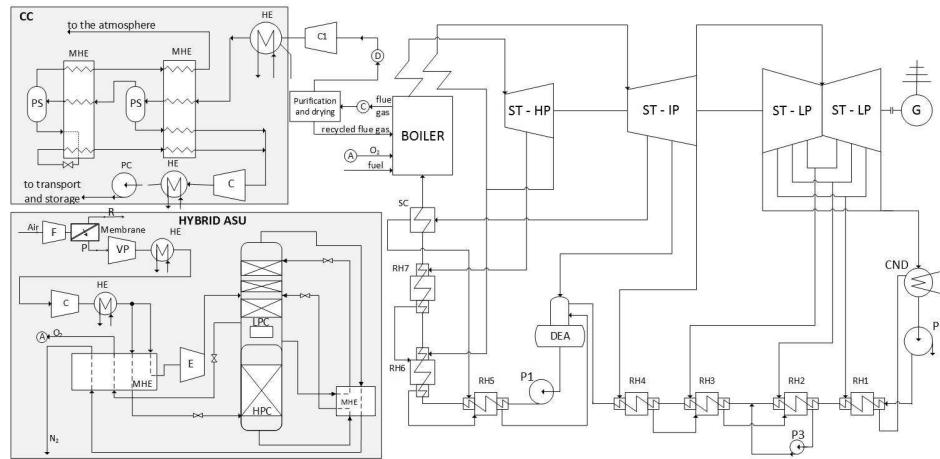 CC
to the atmosphere
MHE
MHE
PS
PS
HE
C1
D
Purification
and drying
C
flue
gas
recycled flue gas
A
O₂
fuel
BOILER
PC
HE
C
to transport
and storage
HYBRID ASU
R
Air
F
Membrane
P
VP
HE
C
HE
A
O₂
MHE
E
LPC
HPC
MHE
N₂
ST - HP
ST - IP
ST - LP
ST - LP
G
SC
RH7
RH6
RH5
P1
DEA
RH4
RH3
RH2
RH1
P3
CND
P